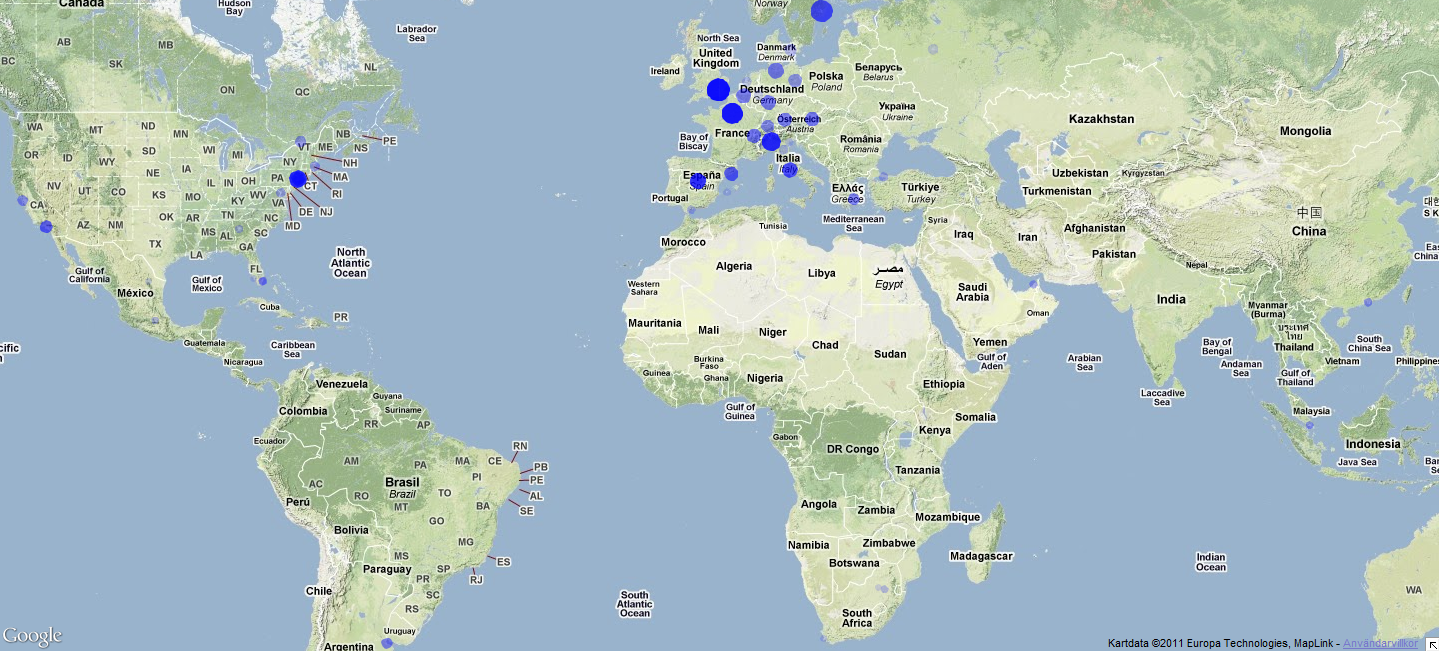 Canada
Hudson
Bay
Labrador
Sea
AB
MB
BC
SK
NL
ON
QC
WA
MT
ND
MN
NB
PE
OR
ID
SD
WI
MI
VT
ME
NS
WY
NY
NH
NE
IA
PA
MA
NV
UT
IL
IN
OH
CT
RI
CA
CO
KS
MO
KY
WV
VA
DE
NJ
AZ
NM
OK
AR
TN
NC
MD
MS
AL
SC
TX
GA
LA
FL
North
Atlantic
Ocean
Gulf of
California
Gulf of
Mexico
México
Cuba
PR
Guatemala
Caribbean
Sea
Nicaragua
cific
n
Venezuela
Guyana
Suriname
Colombia
RR
AP
Ecuador
AM
PA
MA
CE
RN
PB
PI
PE
AC
Brasil
Brazil
TO
AL
Perú
RO
MT
BA
SE
GO
Bolivia
MG
MS
ES
Paraguay
SP
PR
RJ
Chile
SC
RS
Uruguay
Argentina
South
Atlantic
Ocean
Norway
North Sea
Danmark
Denmark
United
Kingdom
Ireland
Беларусь
Belarus
Polska
Poland
Deutschland
Germany
Україна
Ukraine
Österreich
Austria
France
Bay of
Biscay
România
Romania
Italia
Italy
España
Spain
Portugal
Ελλάς
Greece
Türkiye
Turkey
Mediterranean
Sea
Tunisia
Syria
Morocco
Iraq
Iran
Algeria
Libya
مصر
Egypt
Western
Sahara
Saudi
Arabia
Oman
Mauritania
Mali
Niger
Chad
Sudan
Yemen
Gulf of
Aden
Arabian
Sea
Burkina
Faso
Guinea
Ghana
Nigeria
Ethiopia
Gulf of
Guinea
Somalia
Gabon
Kenya
DR Congo
Tanzania
Angola
Zambia
Mozambique
Namibia
Zimbabwe
Botswana
Madagascar
South
Africa
Kazakhstan
Mongolia
Uzbekistan
Kyrgyzstan
Turkmenistan
中国
China
Afghanistan
Pakistan
Nepal
India
Myanmar
(Burma)
ประเทศ
ไทย
Thailand
Vietnam
Bay of
Bengal
Andaman
Sea
Gulf of
Thailand
South
China Sea
Philippines
Laccadive
Sea
Malaysia
Indonesia
Java Sea
Ban
Se
대한
S K
Eas
China
Indian
Ocean
WA
Google
Kartdata ©2011 Europa Technologies, MapLink - Användarvillkor